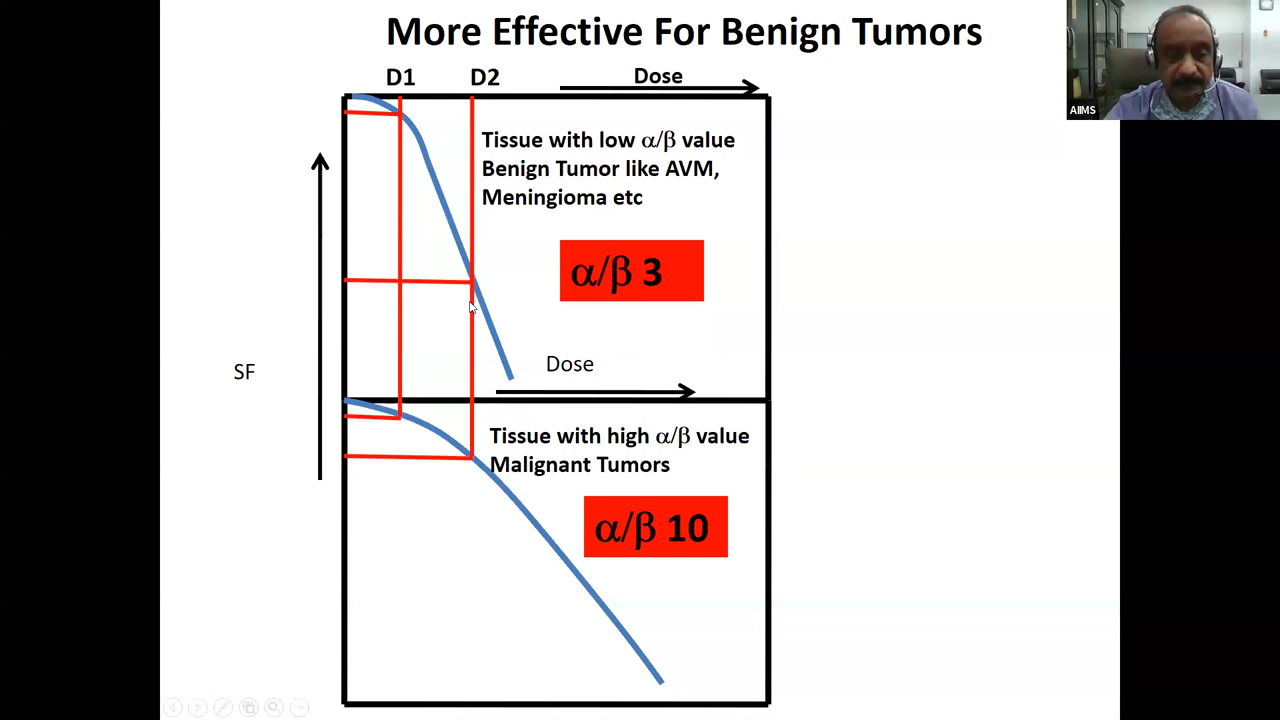 More Effective For Benign Tumors
D1 D2 Dose
AIIMS
Tissue with low α/β value
Benign Tumor like AVM,
Meningioma etc
α/β 3
SF
Dose
Tissue with high α/β value
Malignant Tumors
α/β 10